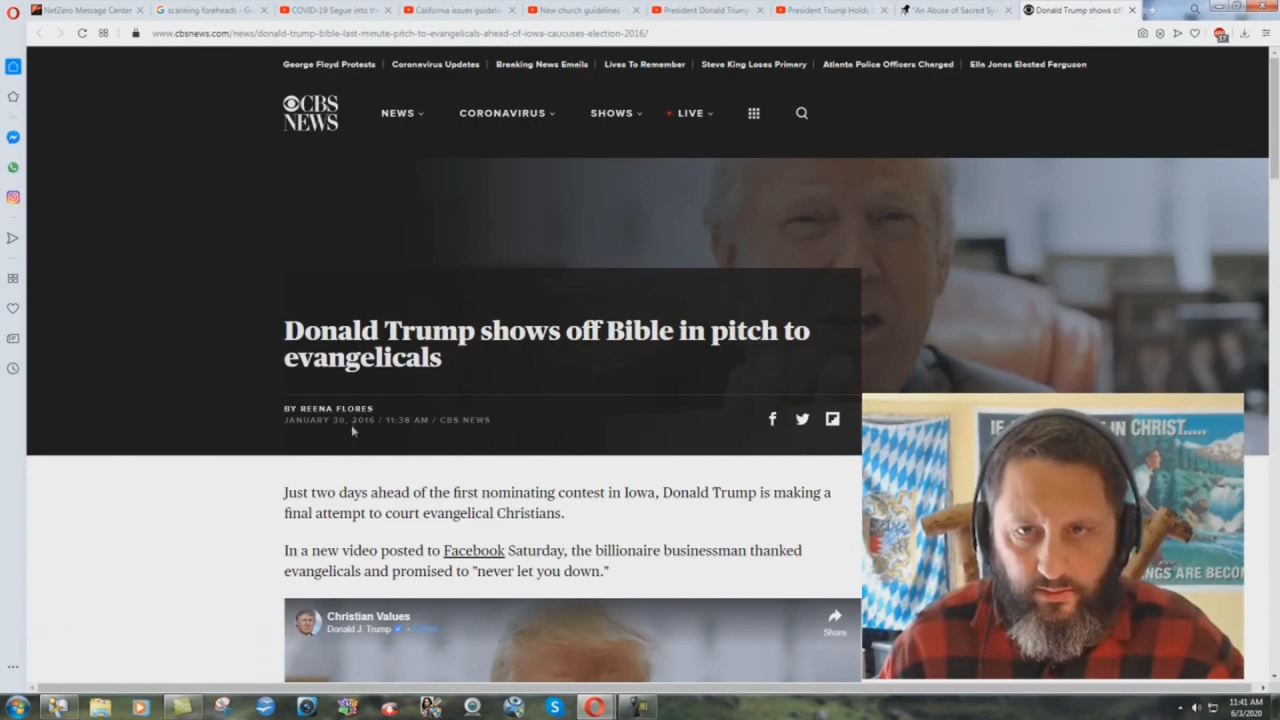 NetZero Message Center
scanning foreheads - Go
COVID-19 Segue into th
California issues guidelin
New church guidelines
President Donald Trump
President Trump Holds
"An Abuse of Sacred Sy
Donald Trump shows of
www.cbsnews.com/news/donald-trump-bible-last-minute-pitch-to-evangelicals-ahead-of-iowa-caucuses-election-2016/
George Floyd Protests
Coronavirus Updates
Breaking News Emails
Lives To Remember
Steve King Loses Primary
Atlanta Police Officers Charged
Ella Jones Elected Ferguson
CBS NEWS
NEWS
CORONAVIRUS
SHOWS
LIVE
Donald Trump shows off Bible in pitch to
evangelicals
BY REENA FLORES
JANUARY 30, 2016 / 11:38 AM / CBS NEWS
Just two days ahead of the first nominating contest in Iowa, Donald Trump is making a
final attempt to court evangelical Christians.
In a new video posted to Facebook Saturday, the billionaire businessman thanked
evangelicals and promised to "never let you down."
Christian Values
Donald J. Trump
Share
IF
IN CHRIST.....
NGS ARE BECO
11:41 AM
6/3/2020